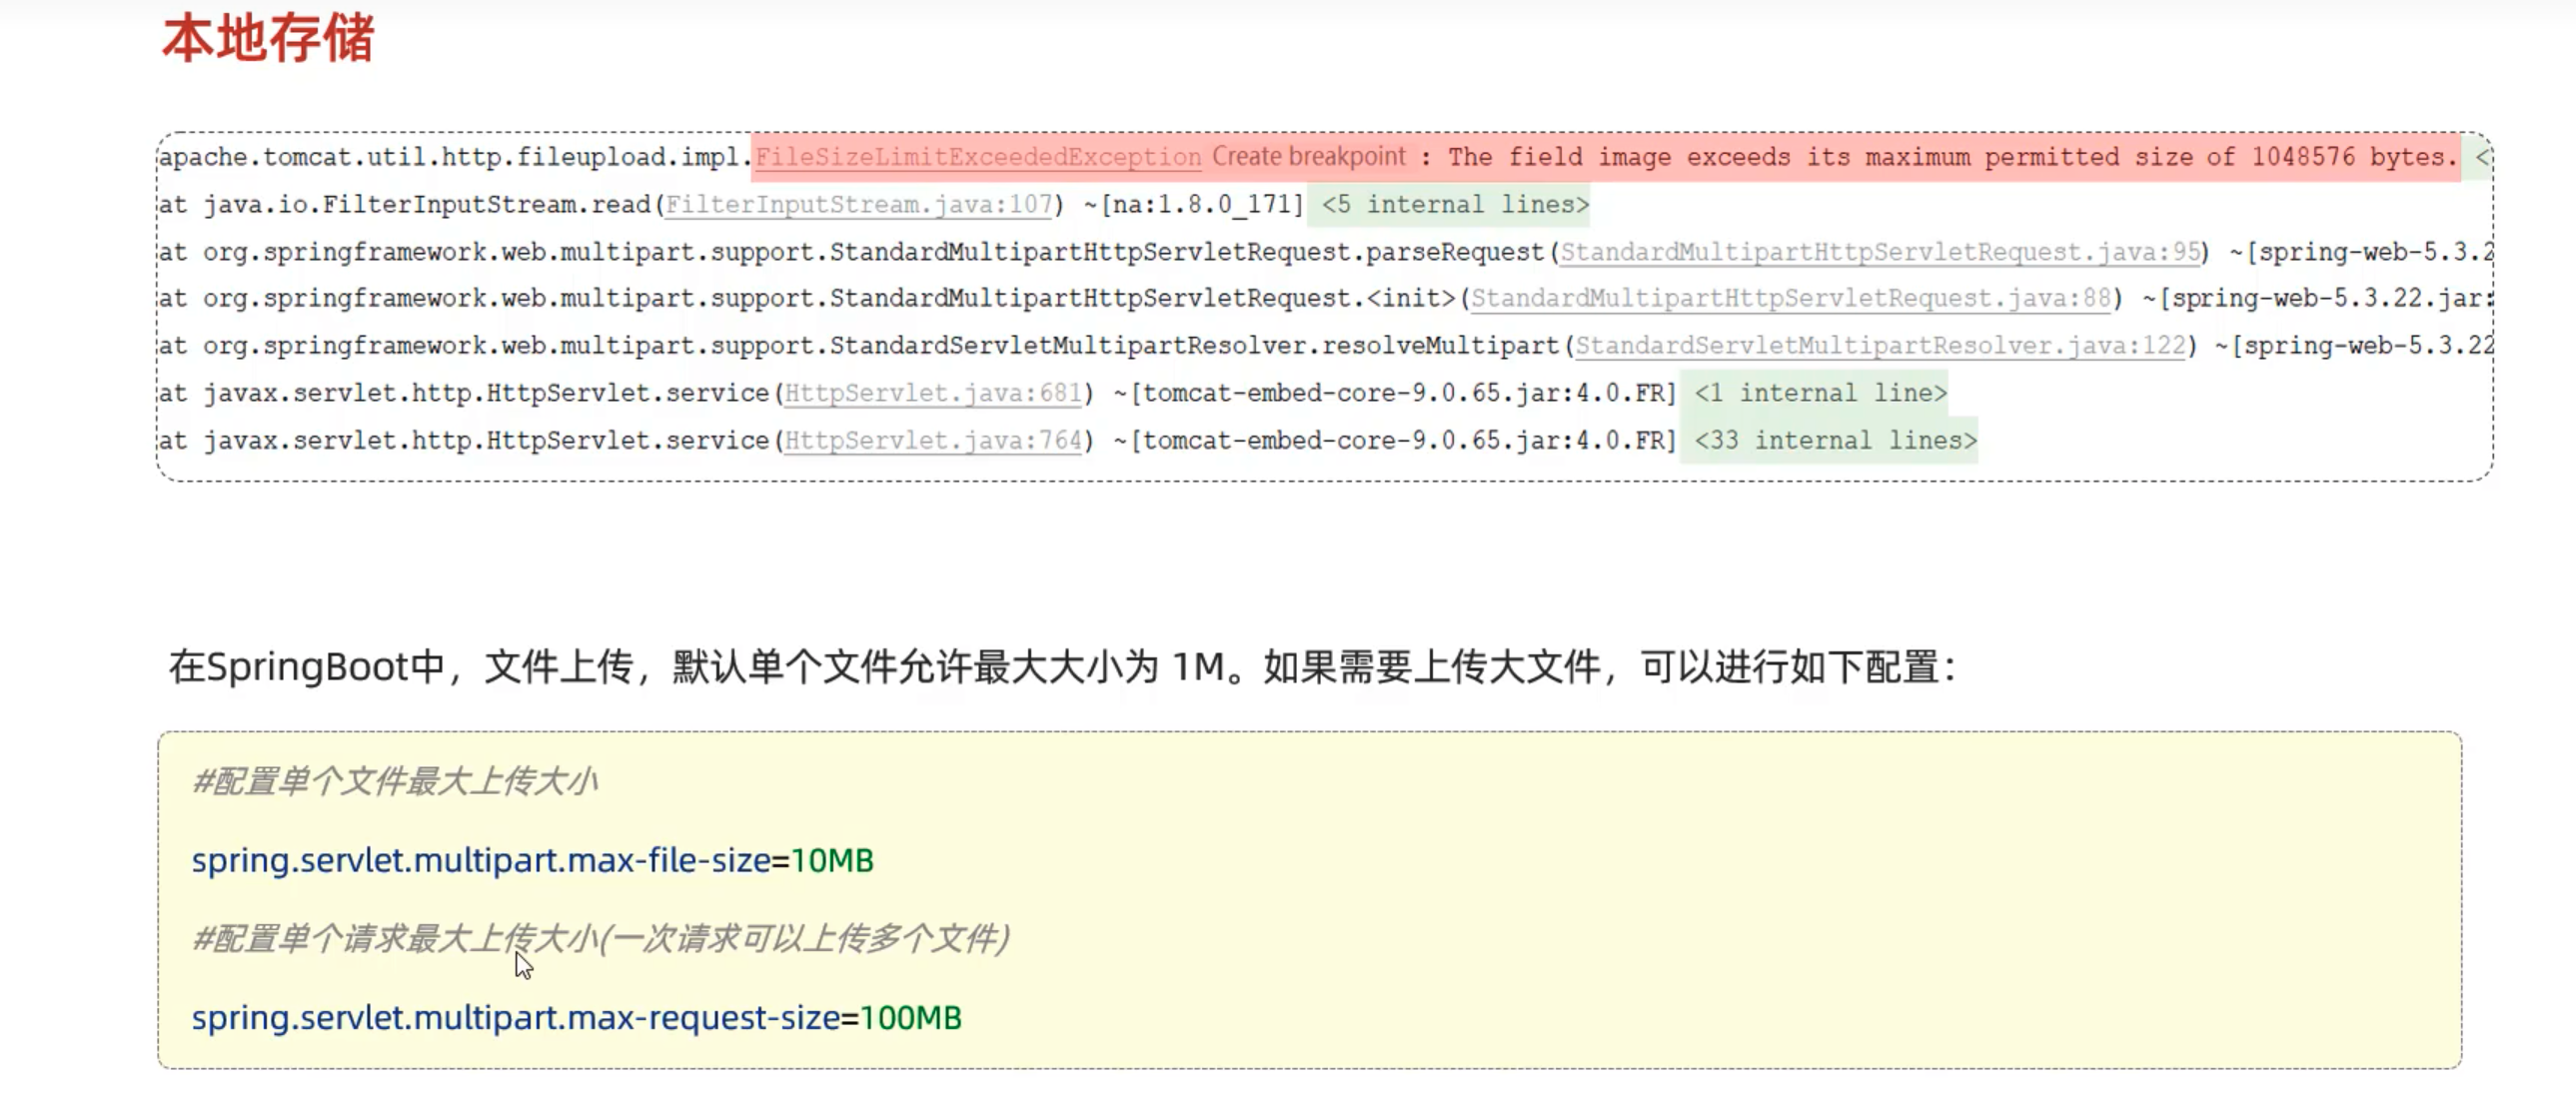 本地存储
apache.tomcat.util.http.fileupload.impl.FileSizeLimitExceededException Create breakpoint : The field image exceeds its maximum permitted size of 1048576 bytes. <
at java.io.FilterInputStream.read(FilterInputStream.java:107) ~[na:1.8.0_171] <5 internal lines>
at org.springframework.web.multipart.support.StandardMultipartHttpServletRequest.parseRequest(StandardMultipartHttpServletRequest.java:95) ~[spring-web-5.3.2
at org.springframework.web.multipart.support.StandardMultipartHttpServletRequest.<init>(StandardMultipartHttpServletRequest.java:88) ~[spring-web-5.3.22.jar:
at org.springframework.web.multipart.support.StandardServletMultipartResolver.resolveMultipart(StandardServletMultipartResolver.java:122) ~[spring-web-5.3.22
at javax.servlet.http.HttpServlet.service(HttpServlet.java:681) ~[tomcat-embed-core-9.0.65.jar:4.0.FR] <1 internal line>
at javax.servlet.http.HttpServlet.service(HttpServlet.java:764) ~[tomcat-embed-core-9.0.65.jar:4.0.FR] <33 internal lines>
在SpringBoot中，文件上传，默认单个文件允许最大大小为 1M。如果需要上传大文件，可以进行如下配置：
#配置单个文件最大上传大小
spring.servlet.multipart.max-file-size=10MB
#配置单个请求最大上传大小(一次请求可以上传多个文件)
spring.servlet.multipart.max-request-size=100MB